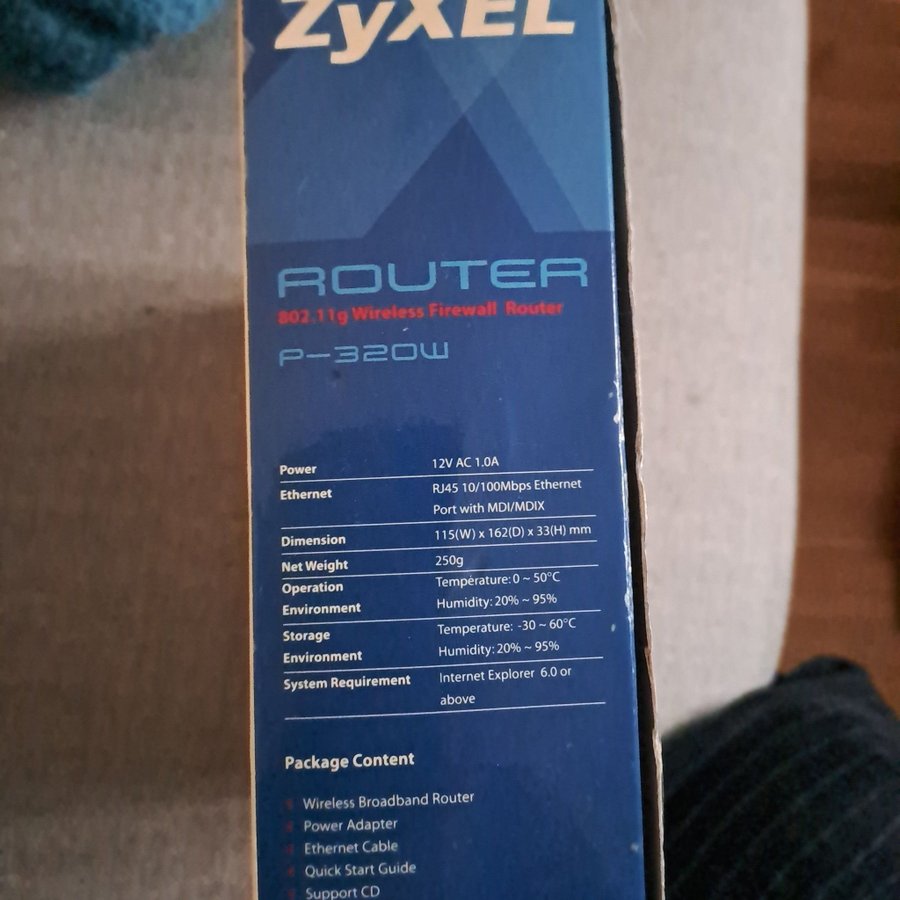 ZyXEL
ROUTER
802.11g Wireless Firewall Router
P-320W
Power 12V AC 1.0A
Ethernet RJ45 10/100Mbps Ethernet
Port with MDI/MDIX
Dimension 115(W) x 162(D) x 33(H) mm
Net Weight 250g
Operation Temperature: 0 ~ 50°C
Environment Humidity: 20% ~ 95%
Storage Temperature: -30 ~ 60°C
Environment Humidity: 20% ~ 95%
System Requirement Internet Explorer 6.0 or
above
Package Content
Wireless Broadband Router
Power Adapter
Ethernet Cable
Quick Start Guide
Support CD